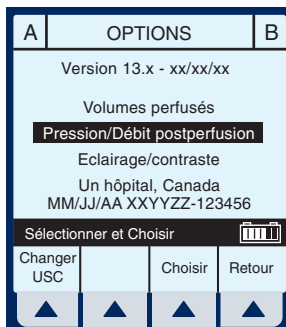 A OPTIONS B
Version 13.x - xx/xx/xx
Volumes perfusés
Pression/Débit postperfusion
Eclairage/contraste
Un hôpital, Canada
MM/JJ/AA XXYYZZ-123456
Sélectionner et Choisir
Changer USC
Choisir
Retour